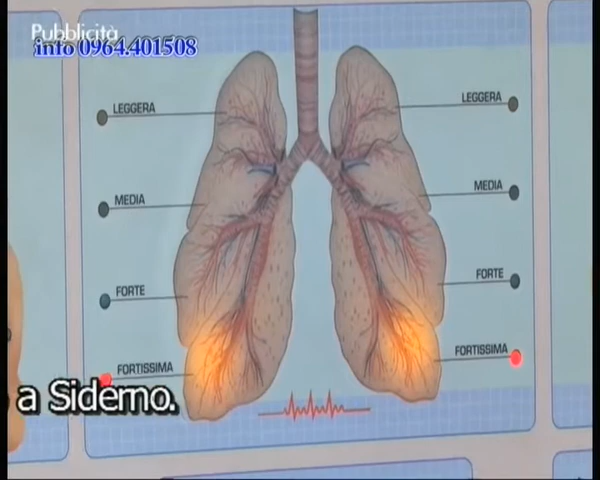 Pubblicità
info 0964.401508
LEGGERA
LEGGERA
MEDIA
MEDIA
FORTE
FORTE
FORTISSIMA
FORTISSIMA
a Siderno.